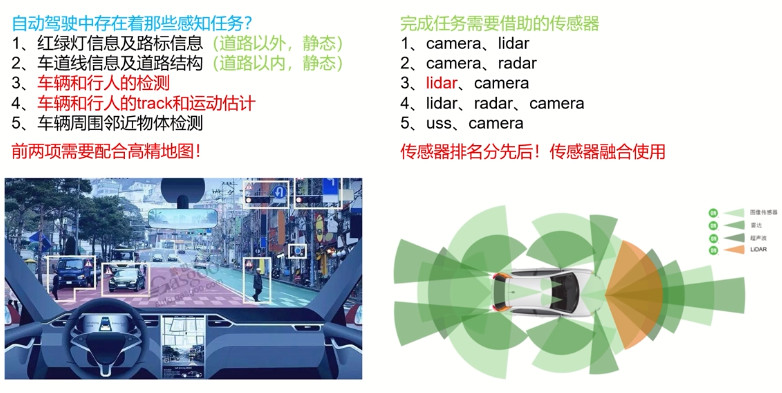 自动驾驶中存在着那些感知任务？
1、红绿灯信息及路标信息（道路以外，静态）
2、车道线信息及道路结构（道路以内，静态）
3、车辆和行人的检测
4、车辆和行人的track和运动估计
5、车辆周围邻近物体检测
前两项需要配合高精地图！
完成任务需要借助的传感器
1、camera、lidar
2、camera、radar
3、lidar、camera
4、lidar、radar、camera
5、uss、camera
传感器排名分先后！传感器融合使用
图像传感器
雷达
超声波
LiDAR